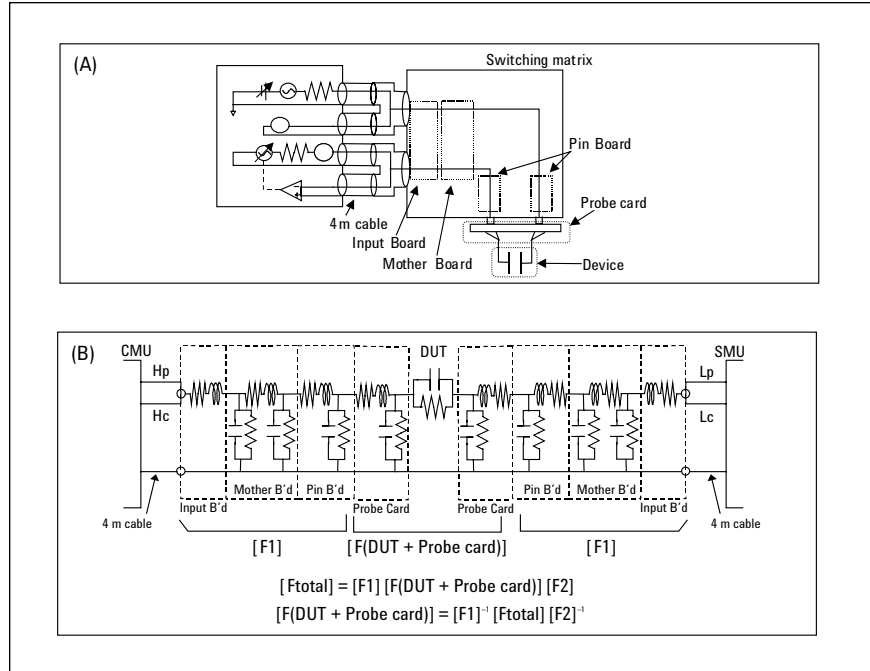 (A)
Switching matrix
Pin Board
Probe card
4 m cable
Input Board
Mother Board
Device
(B)
CMU
DUT
SMU
Hp
Lp
Hc
Lc
Mother B'd
Pin B'd
Pin B'd
Mother B'd
4 m cable
Input B'd
Probe Card
Probe Card
Input B'd
4 m cable
[F1]
[F(DUT + Probe card)]
[F1]
[Ftotal] = [F1] [F(DUT + Probe card)] [F2]
[F(DUT + Probe card)] = [F1]⁻¹ [Ftotal] [F2]⁻¹